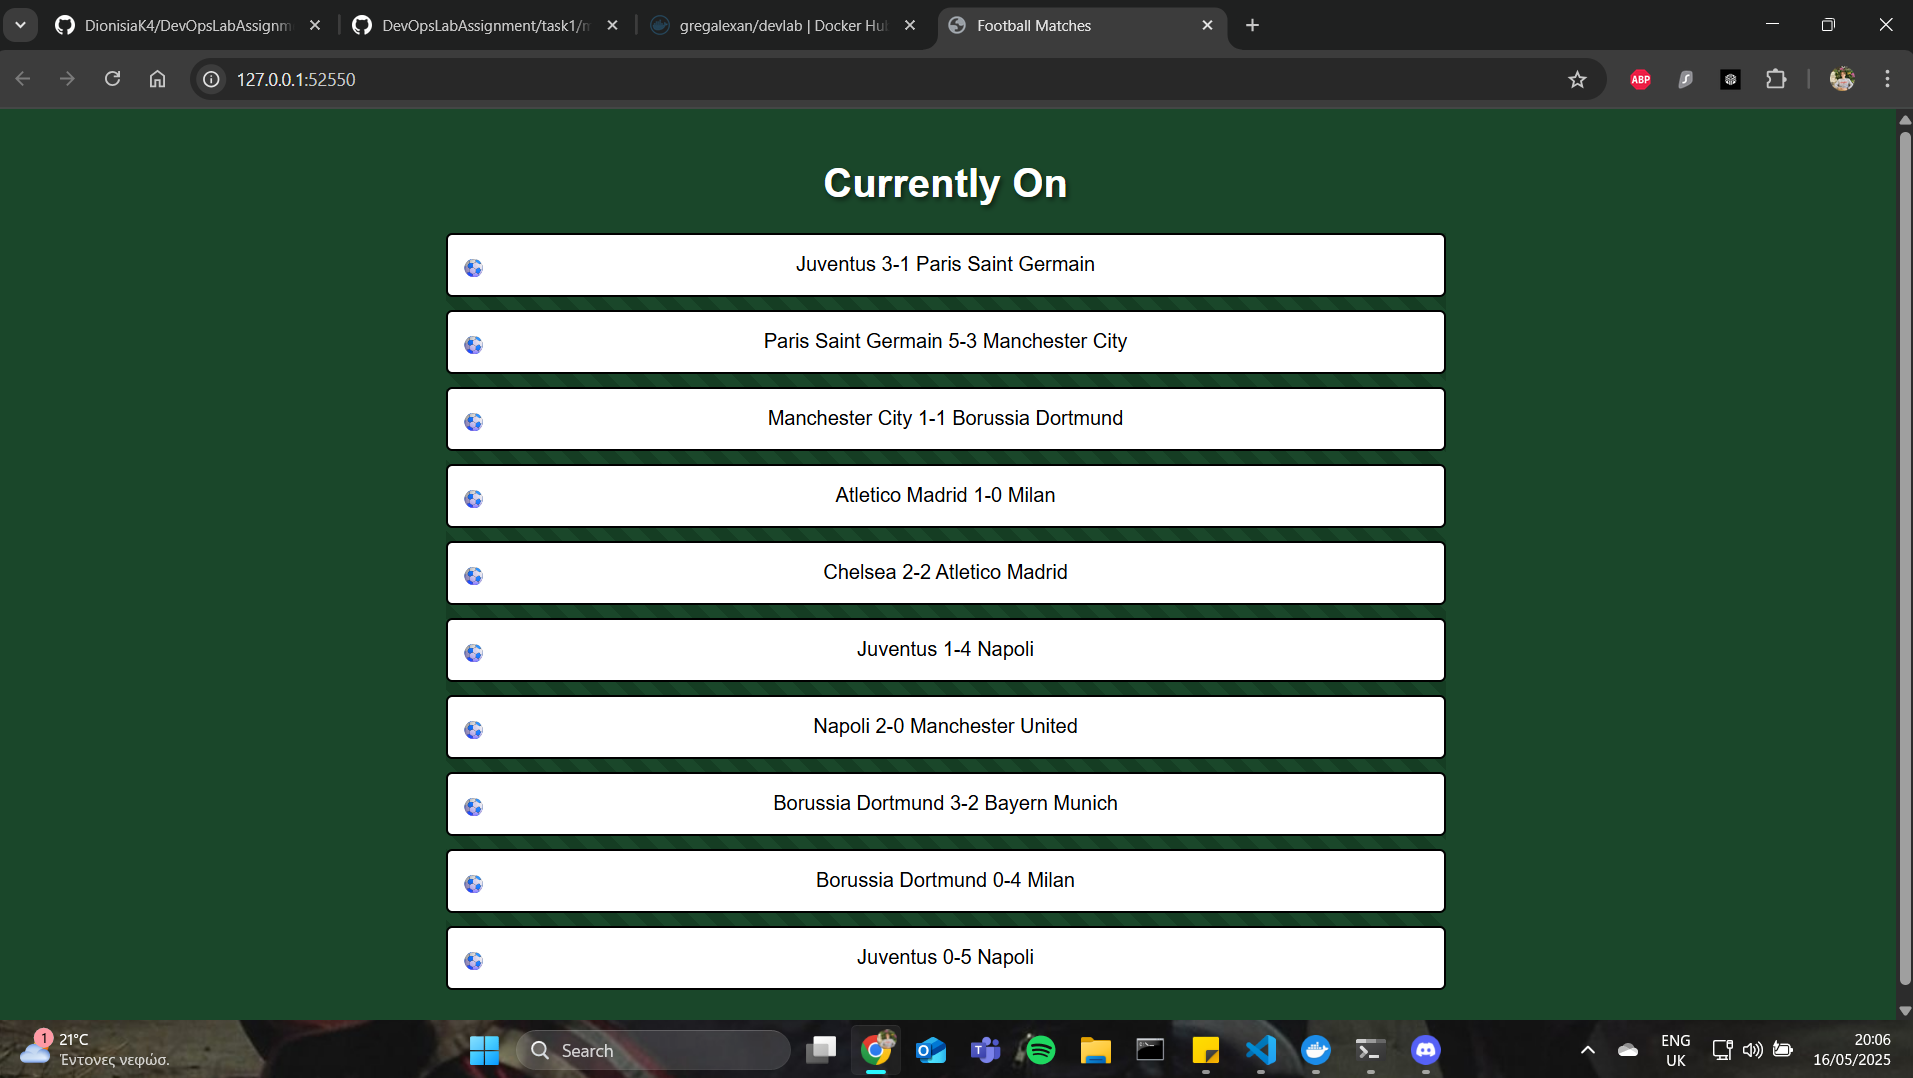 DionisiaK4/DevOpsLabAssignm
DevOpsLabAssignment/task1/m
gregalexan/devlab | Docker Hu
Football Matches
127.0.0.1:52550
ABP
Currently On
Juventus 3-1 Paris Saint Germain
Paris Saint Germain 5-3 Manchester City
Manchester City 1-1 Borussia Dortmund
Atletico Madrid 1-0 Milan
Chelsea 2-2 Atletico Madrid
Juventus 1-4 Napoli
Napoli 2-0 Manchester United
Borussia Dortmund 3-2 Bayern Munich
Borussia Dortmund 0-4 Milan
Juventus 0-5 Napoli
1
21°C
Έντονες νεφώσ.
Search
ENG
UK
20:06
16/05/2025